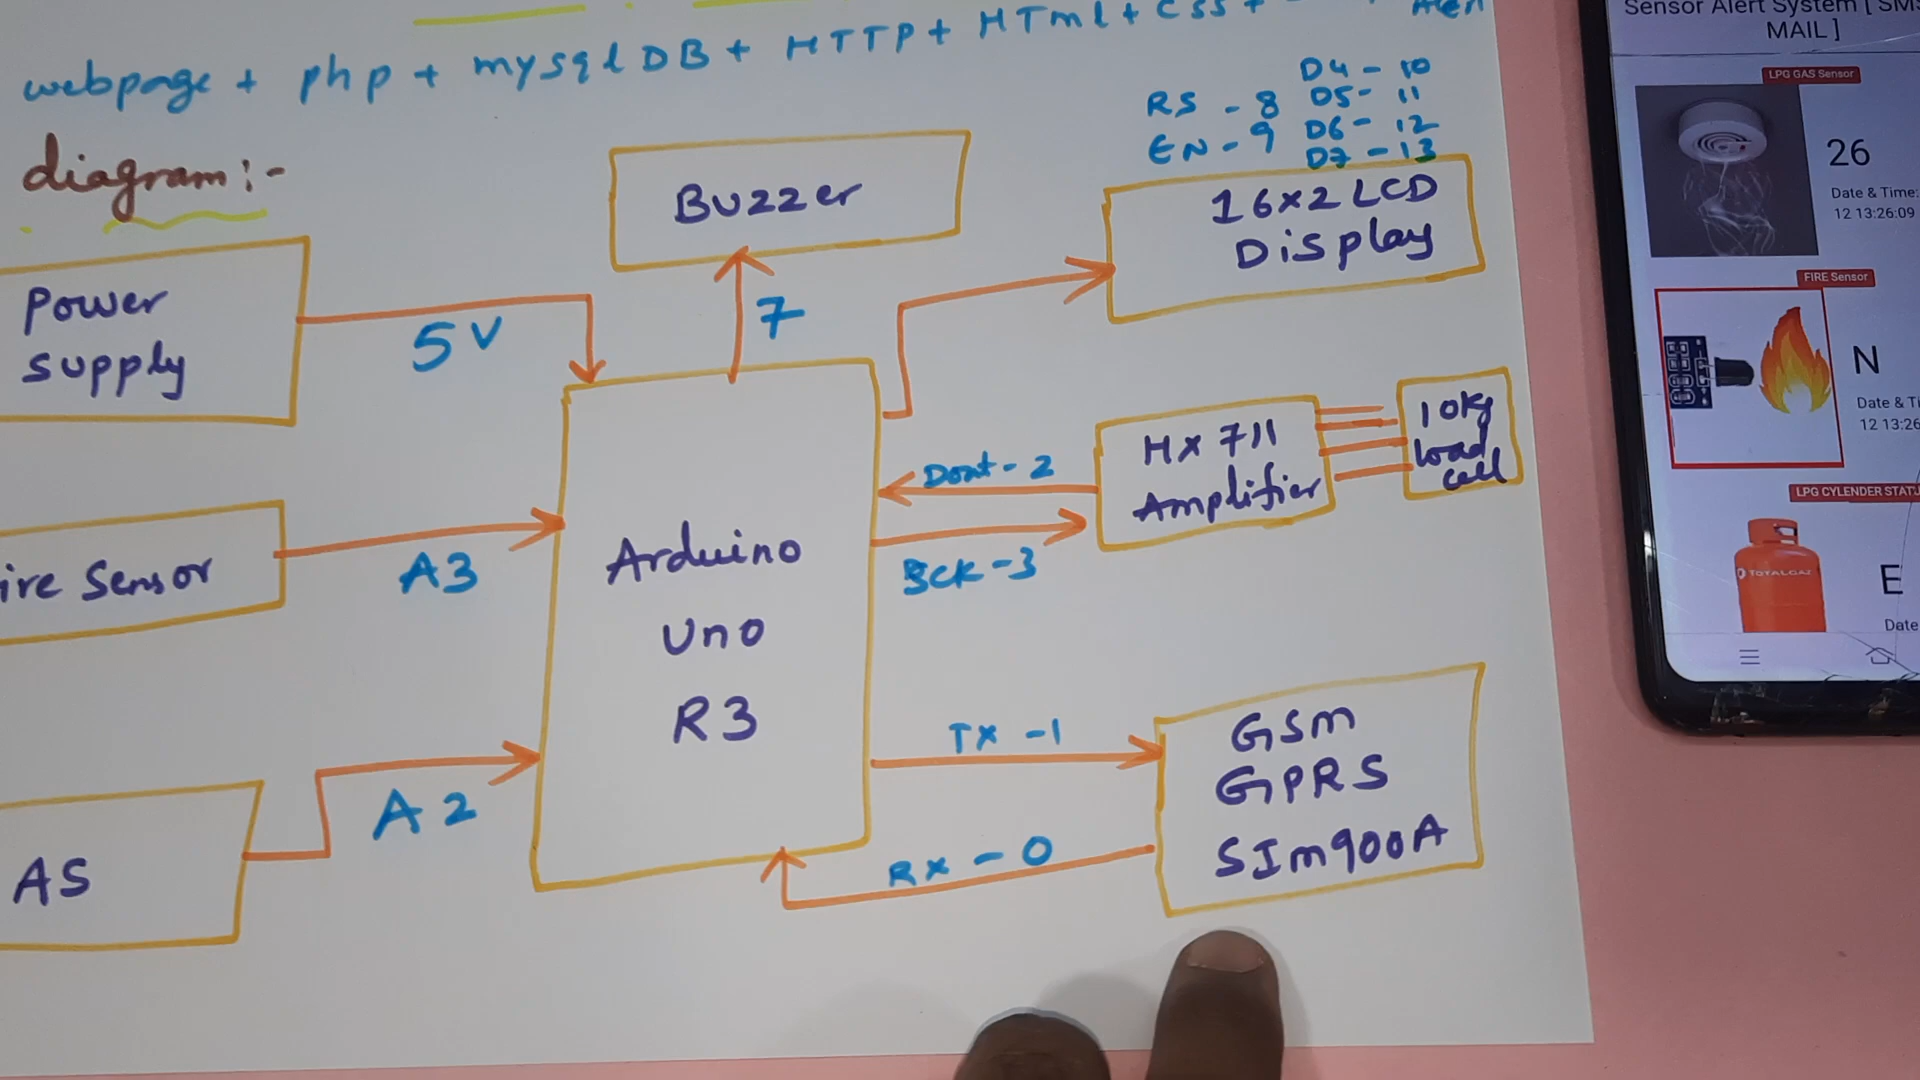 webpage + php + mysqlDB + HTTP + HTml + Css +
diagram:-
RS - 8
EN - 9
D4 - 10
D5 - 11
D6 - 12
D7 - 13
Buzzer
16x2 LCD
Display
Power
supply
5V
7
HX 711
Amplifier
10Kg
load
cell
Dout - 2
SCK - 3
ire Sensor
A3
Arduino
UNO
R3
AS
A2
TX - 1
RX - 0
GSm
GPRS
SIm900A
Sensor Alert System [ SMS
MAIL ]
LPG GAS Sensor
26
Date & Time:
12 13:26:09
FIRE Sensor
N
Date & Ti
12 13:26
LPG CYLENDER STATU
TOTALGAZ
E
Date